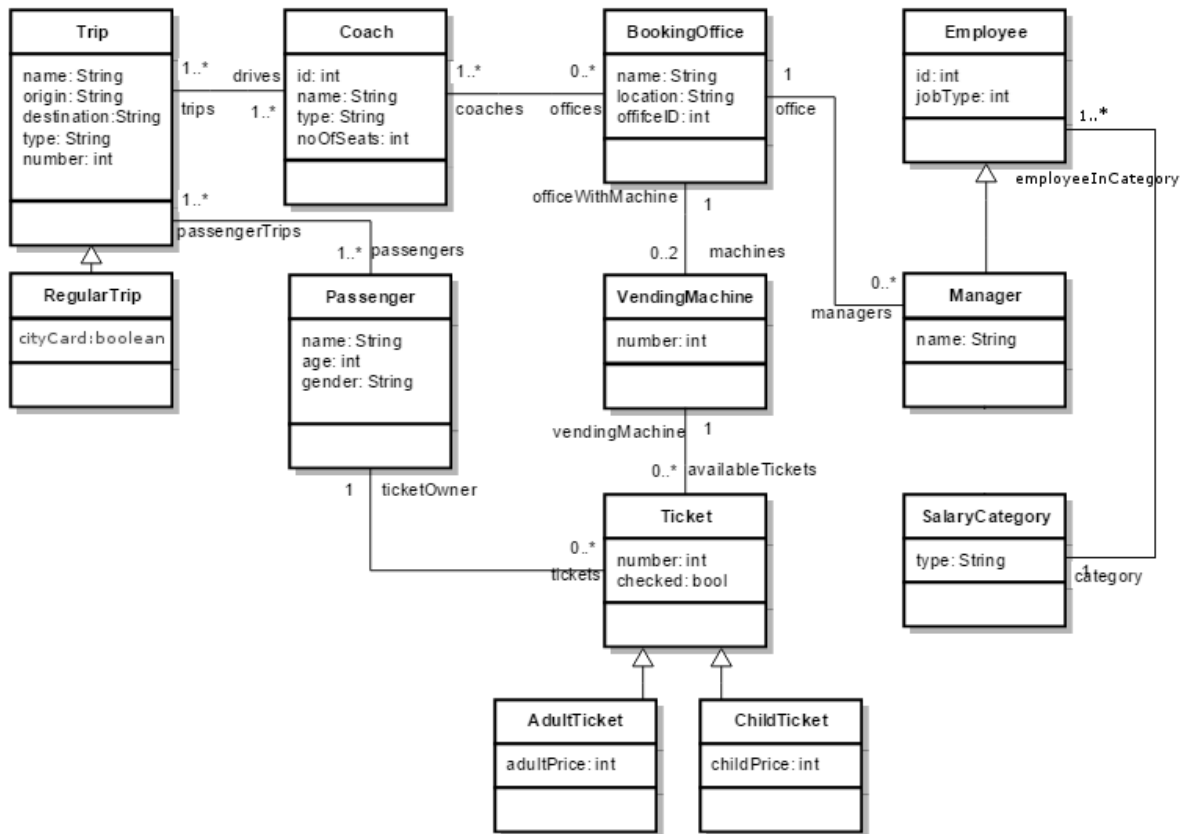 Trip
name: String
origin: String
destination:String
type: String
number: int
1..*
drives
trips
1..*
Coach
id: int
name: String
type: String
noOfSeats: int
1..*
0..*
coaches
offices
BookingOffice
name: String
location: String
offifceID: int
1
office
Employee
id: int
jobType: int
1..*
employeeInCategory
1..*
passengerTrips
1..*
passengers
officeWithMachine
1
0..2
machines
RegularTrip
cityCard:boolean
Passenger
name: String
age: int
gender: String
VendingMachine
number: int
0..*
managers
Manager
name: String
vendingMachine
1
0..*
availableTickets
1
ticketOwner
0..*
tickets
Ticket
number: int
checked: bool
SalaryCategory
type: String
1
category
AdultTicket
adultPrice: int
ChildTicket
childPrice: int